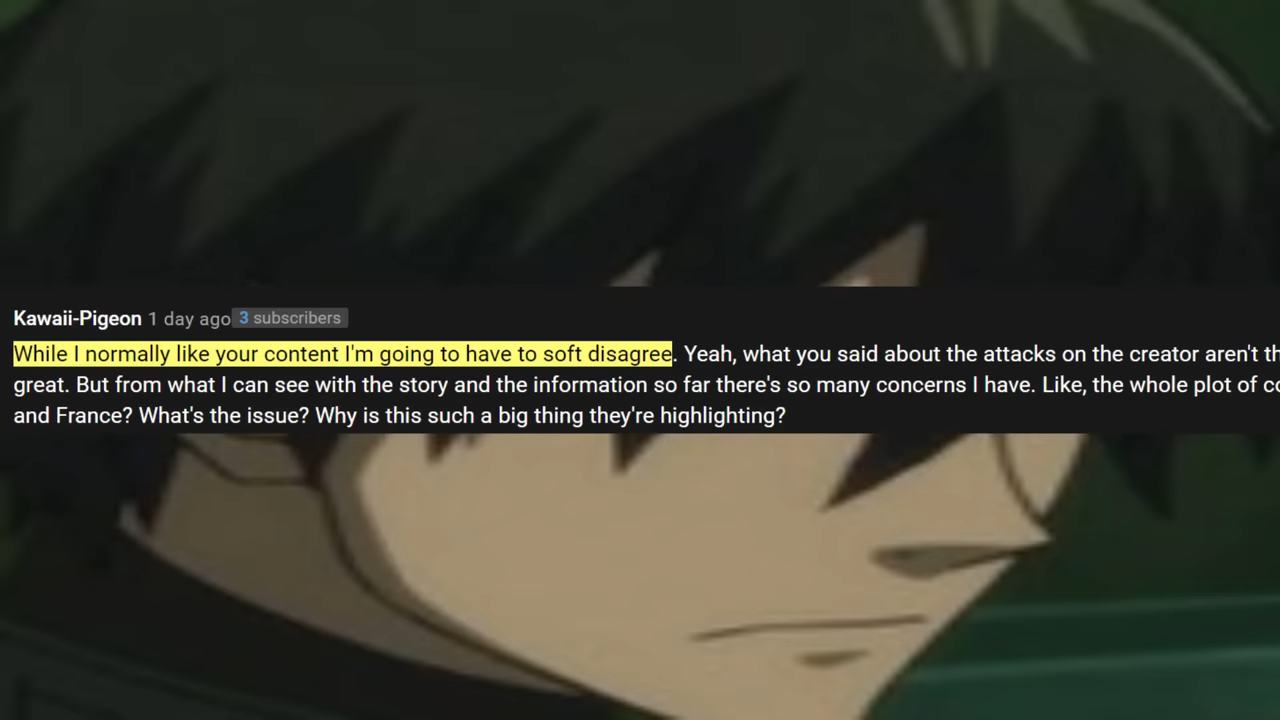 Kawaii-Pigeon 1 day ago 3 subscribers
While I normally like your content I'm going to have to soft disagree. Yeah, what you said about the attacks on the creator aren't
great. But from what I can see with the story and the information so far there's so many concerns I have. Like, the whole plot of
and France? What's the issue? Why is this such a big thing they're highlighting?